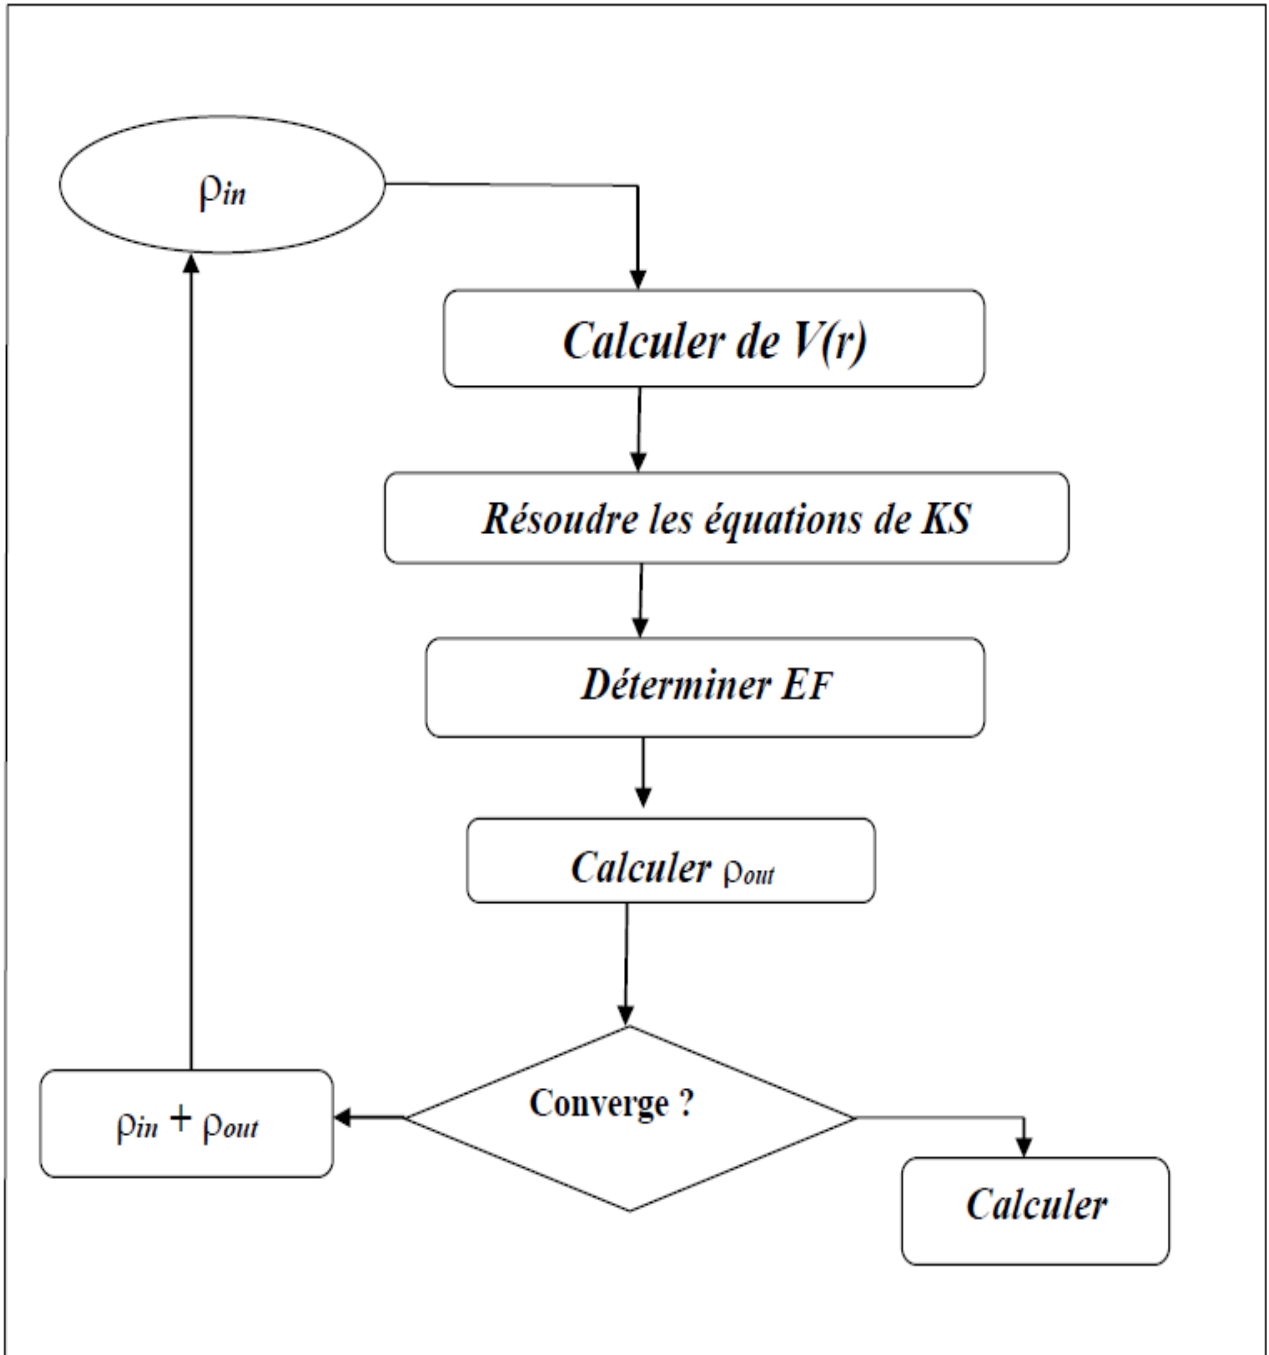 ρin
Calculer de V(r)
Résoudre les équations de KS
Déterminer EF
Calculer ρout
Converge ?
ρin + ρout
Calculer